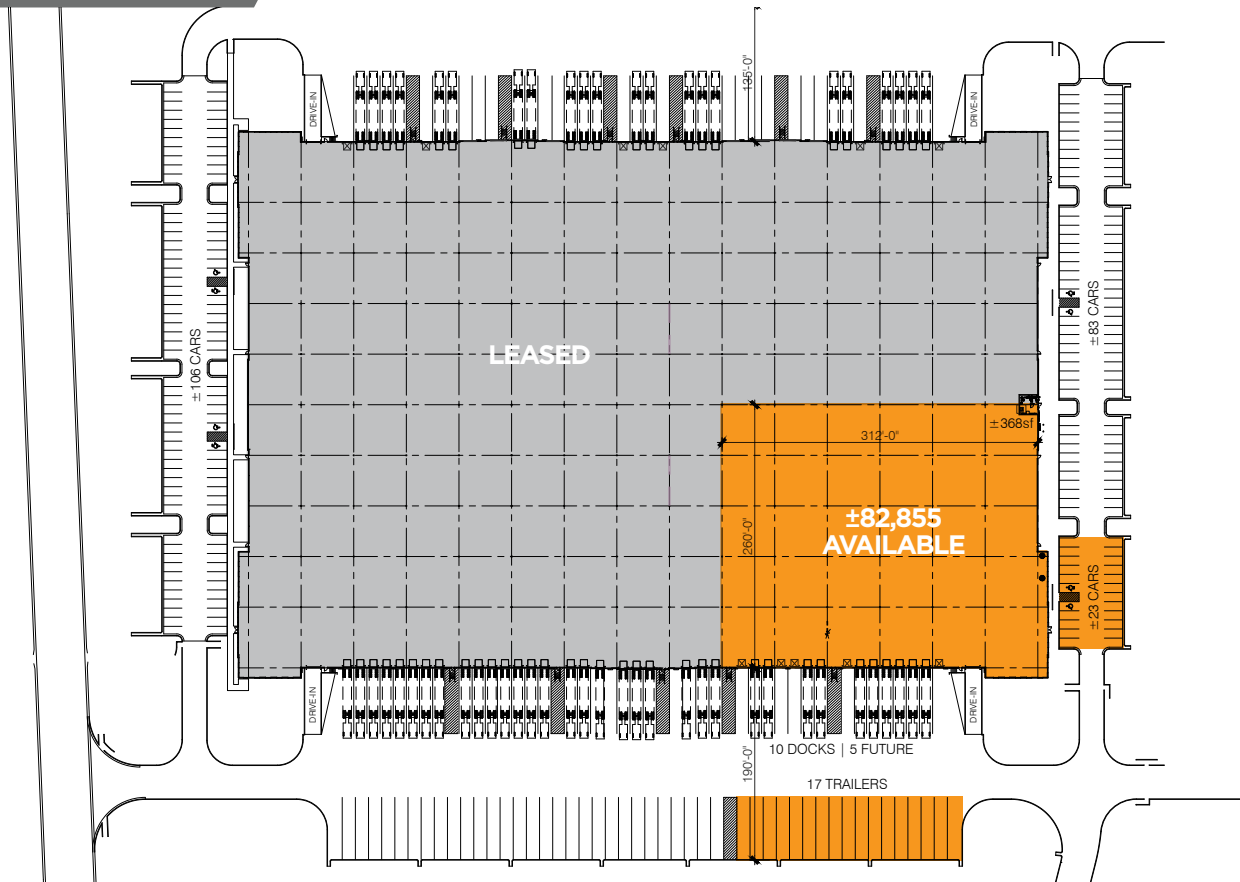 135'-0"
DRIVE-IN
DRIVE-IN
±106 CARS
±83 CARS
LEASED
±368sf
312'-0"
±82,855
AVAILABLE
260'-0"
±23 CARS
DRIVE-IN
DRIVE-IN
10 DOCKS | 5 FUTURE
190'-0"
17 TRAILERS